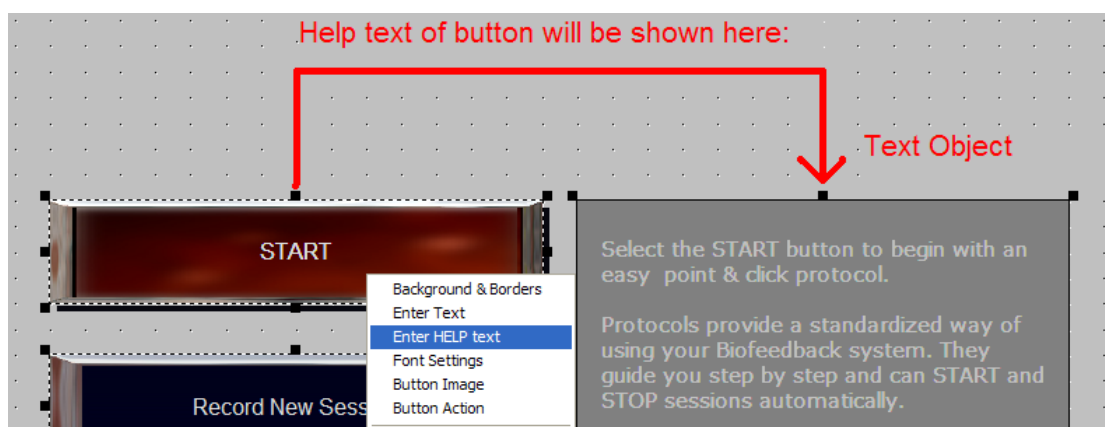 Help text of button will be shown here:
Text Object
START
Background & Borders
Enter Text
Enter HELP text
Font Settings
Button Image
Button Action
Record New Sess
Select the START button to begin with an
easy point & click protocol.
Protocols provide a standardized way of
using your Biofeedback system. They
guide you step by step and can START and
STOP sessions automatically.